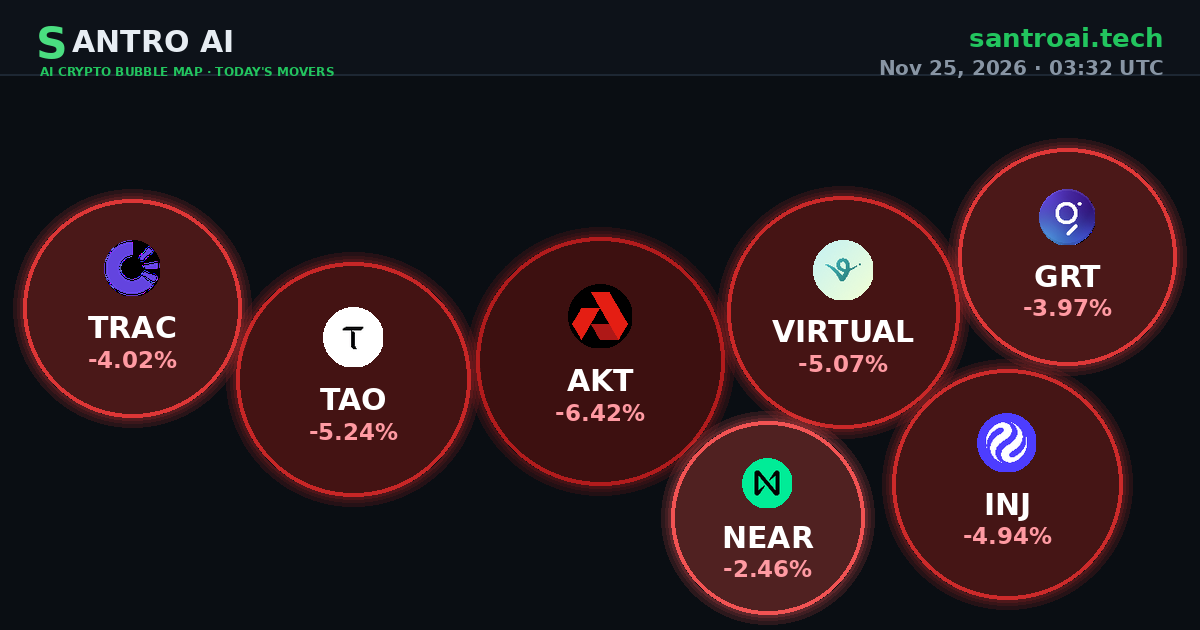 SANTRO AI
AI CRYPTO BUBBLE MAP · TODAY'S MOVERS
santroai.tech
Nov 25, 2026 · 03:32 UTC
TRAC
-4.02%
TAO
-5.24%
AKT
-6.42%
VIRTUAL
-5.07%
GRT
-3.97%
NEAR
-2.46%
INJ
-4.94%